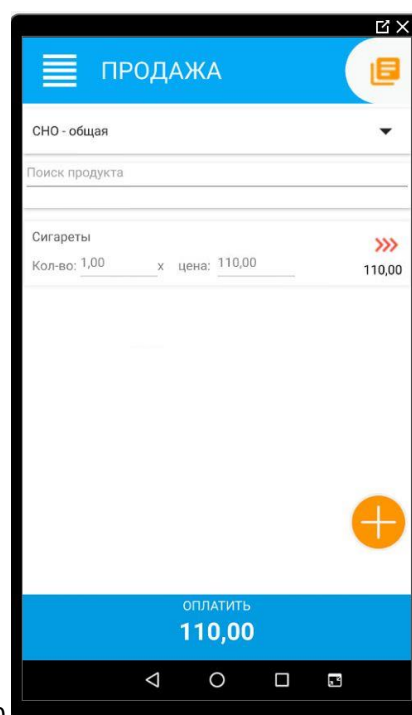 ПРОДАЖА
СНО - общая
Поиск продукта
Сигареты
Кол-во: 1,00 x цена: 110,00
110,00
ОПЛАТИТЬ
110,00